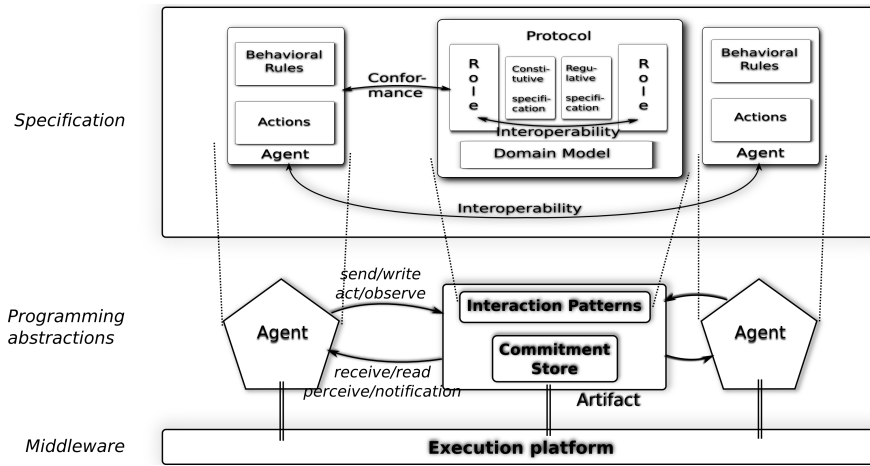 Specification
Behavioral
Rules
Actions
Agent
Confor-
mance
Protocol
R
o
l
e
Consti-
tutive
specifi-
cation
Regu-
lative
specifi-
cation
R
o
l
e
Interoperability
Domain Model
Behavioral
Rules
Actions
Agent
Interoperability
Programming
abstractions
Agent
send/write
act/observe
receive/read
perceive/notification
Interaction Patterns
Commitment
Store
Artifact
Agent
Middleware
Execution platform